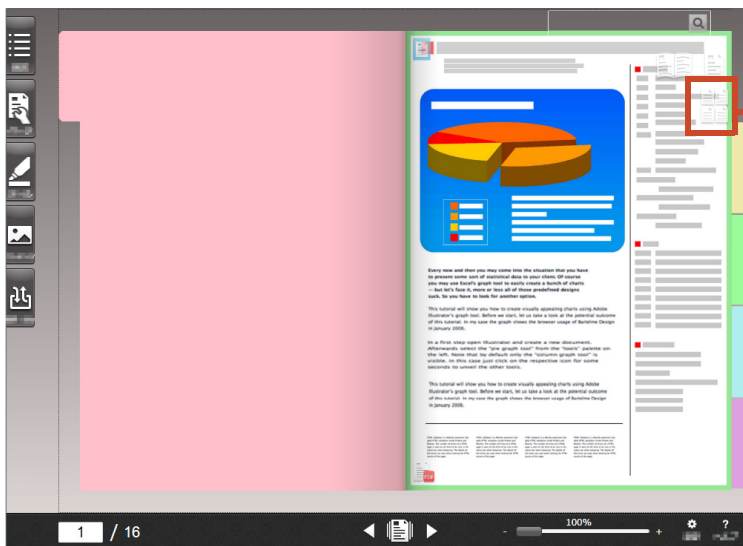 Every now and then you may come into the situation that you have
to present some sort of statistical data to your client. Of course
you may use Excel's graph tool to easily create a bunch of charts
— but let's face it, more or less all of those predefined designs
suck. So you have to look for another option.
This tutorial will show you how to create visually appealing charts using Adobe
Illustrator's graph tool. Before we start, let us take a look at the potential outcome
of this tutorial. In my case the graph shows the browser usage of Barteline Design
in January 2008.
In a first step open Illustrator and create a new document.
Afterwards select the "pie graph tool" from the "tools" palette on
the left. Note that by default only the "column graph tool" is
visible. In this case just click on the respective icon for some
seconds to unveil the other tools.
This tutorial will show you how to create visually appealing charts using Adobe
Illustrator's graph tool. Before we start, let us take a look at the potential outcome
of this tutorial. In my case the graph shows the browser usage of Barteline Design
in January 2008.
PDF
1 / 16
100%
- +
?